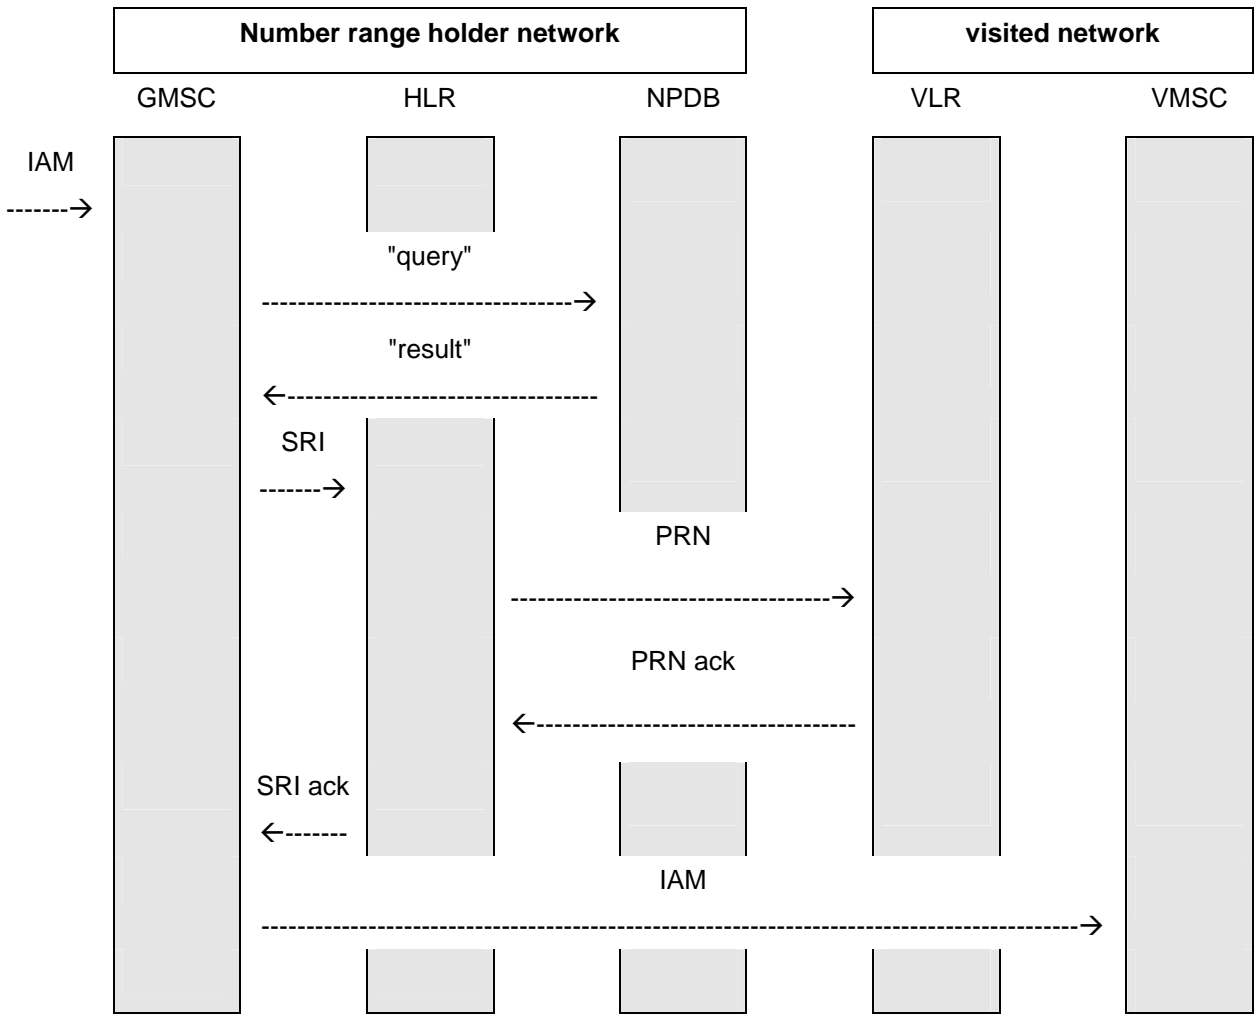 Number range holder network
visited network
GMSC
HLR
NPDB
VLR
VMSC
IAM
"query"
"result"
SRI
PRN
PRN ack
SRI ack
IAM